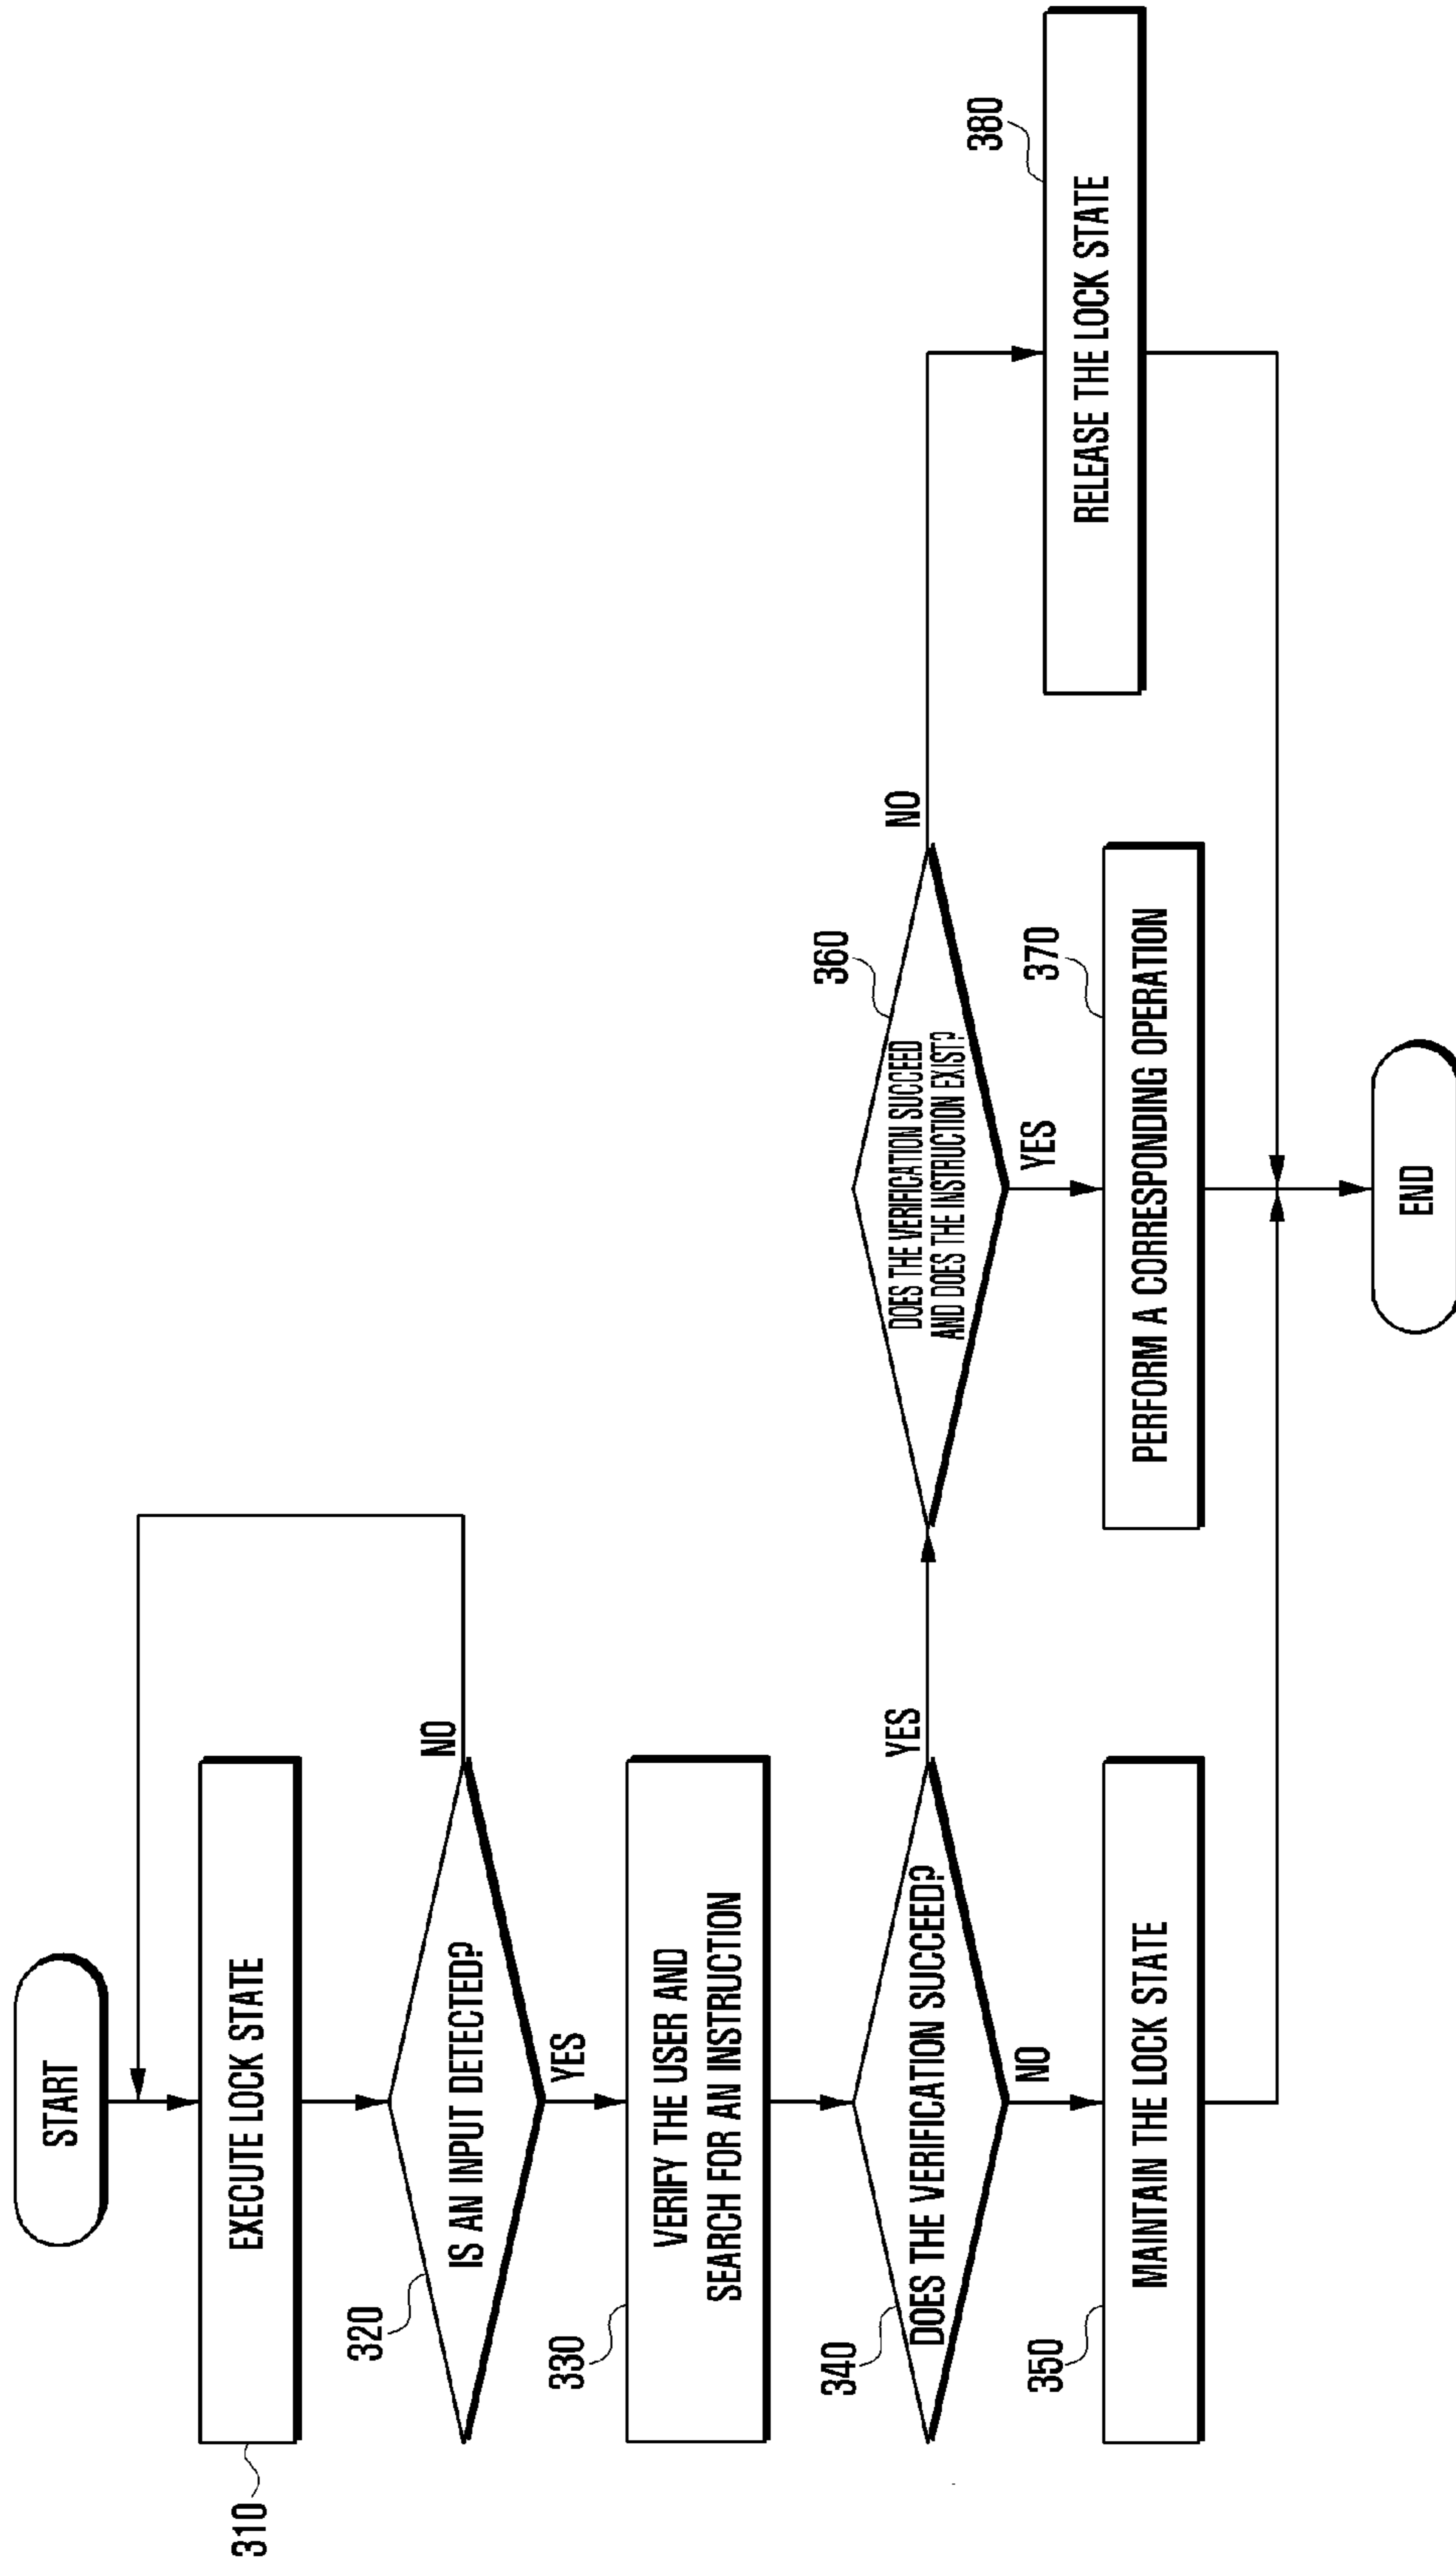 START
310
EXECUTE LOCK STATE
320
IS AN INPUT DETECTED?
NO
YES
330
VERIFY THE USER AND
SEARCH FOR AN INSTRUCTION
340
DOES THE VERIFICATION SUCCEED?
YES
NO
360
DOES THE VERIFICATION SUCCEED
AND DOES THE INSTRUCTION EXIST?
NO
YES
350
MAINTAIN THE LOCK STATE
370
PERFORM A CORRESPONDING OPERATION
380
RELEASE THE LOCK STATE
END